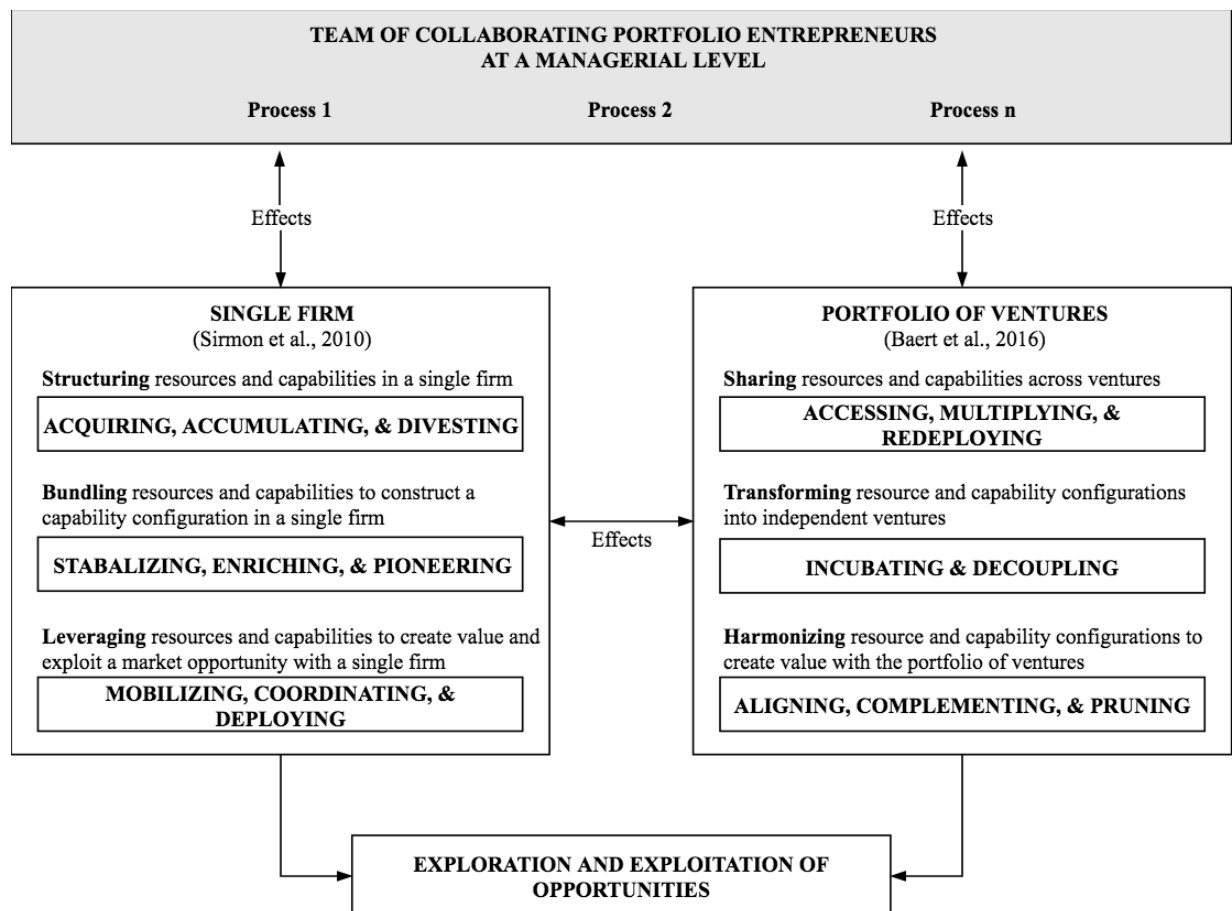 TEAM OF COLLABORATING PORTFOLIO ENTREPRENEURS
AT A MANAGERIAL LEVEL
Process 1
Process 2
Process n
Effects
Effects
SINGLE FIRM
(Sirmon et al., 2010)
Structuring resources and capabilities in a single firm
ACQUIRING, ACCUMULATING, & DIVESTING
Bundling resources and capabilities to construct a
capability configuration in a single firm
STABALIZING, ENRICHING, & PIONEERING
Leveraging resources and capabilities to create value and
exploit a market opportunity with a single firm
MOBILIZING, COORDINATING, &
DEPLOYING
Effects
PORTFOLIO OF VENTURES
(Baert et al., 2016)
Sharing resources and capabilities across ventures
ACCESSING, MULTIPLYING, &
REDEPLOYING
Transforming resource and capability configurations
into independent ventures
INCUBATING & DECOUPLING
Harmonizing resource and capability configurations to
create value with the portfolio of ventures
ALIGNING, COMPLEMENTING, & PRUNING
EXPLORATION AND EXPLOITATION OF
OPPORTUNITIES